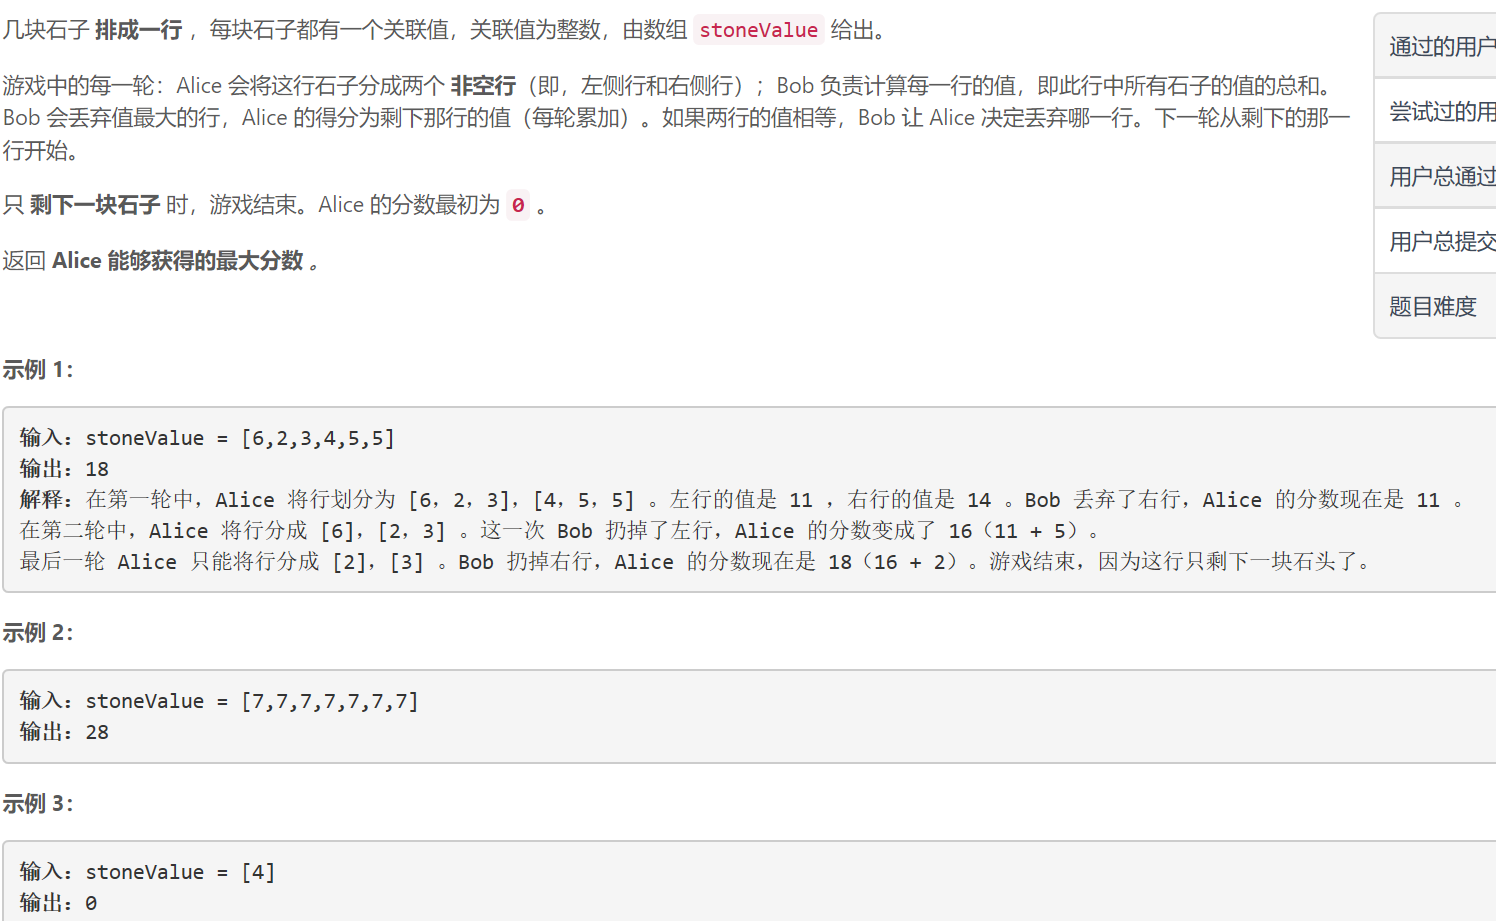 几块石子 排成一行 ，每块石子都有一个关联值，关联值为整数，由数组 stoneValue 给出。
游戏中的每一轮：Alice 会将这行石子分成两个 非空行（即，左侧行和右侧行）；Bob 负责计算每一行的值，即此行中所有石子的值的总和。
Bob 会丢弃值最大的行，Alice 的得分为剩下那行的值（每轮累加）。如果两行的值相等，Bob 让 Alice 决定丢弃哪一行。下一轮从剩下的那一
行开始。
只 剩下一块石子 时，游戏结束。Alice 的分数最初为 0 。
返回 Alice 能够获得的最大分数 。
通过的用户
尝试过的用
用户总通过
用户总提交
题目难度
示例 1：
输入：stoneValue = [6,2,3,4,5,5]
输出：18
解释：在第一轮中，Alice 将行划分为 [6，2，3]，[4，5，5] 。左行的值是 11 ，右行的值是 14 。Bob 丢弃了右行，Alice 的分数现在是 11 。
在第二轮中，Alice 将行分成 [6]，[2，3] 。这一次 Bob 扔掉了左行，Alice 的分数变成了 16（11 + 5）。
最后一轮 Alice 只能将行分成 [2]，[3] 。Bob 扔掉右行，Alice 的分数现在是 18（16 + 2）。游戏结束，因为这行只剩下一块石头了。
示例 2：
输入：stoneValue = [7,7,7,7,7,7,7]
输出：28
示例 3：
输入：stoneValue = [4]
输出：0